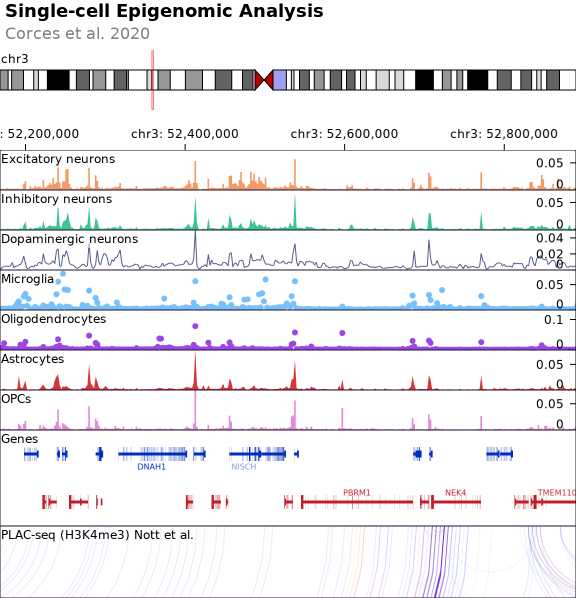 Single-cell Epigenomic Analysis
Corces et al. 2020
chr3
: 52,200,000 chr3: 52,400,000 chr3: 52,600,000 chr3: 52,800,000
Excitatory neurons
0.05
0
Inhibitory neurons
0.05
0
Dopaminergic neurons
0.04
0.02
0
Microglia
0.05
0
Oligodendrocytes
0.1
0
Astrocytes
0.05
0
OPCs
0.05
0
Genes
DNAH1 NISCH
PBRM1 NEK4 TMEM110
PLAC-seq (H3K4me3) Nott et al.